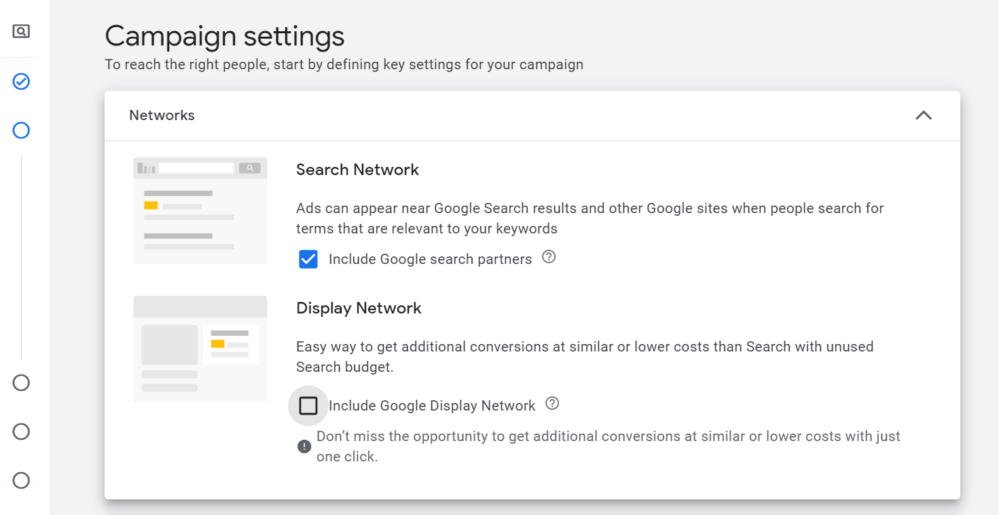 Campaign settings
To reach the right people, start by defining key settings for your campaign
Networks
Search Network
Ads can appear near Google Search results and other Google sites when people search for
terms that are relevant to your keywords
Include Google search partners
Display Network
Easy way to get additional conversions at similar or lower costs than Search with unused
Search budget.
Include Google Display Network
Don’t miss the opportunity to get additional conversions at similar or lower costs with just
one click.